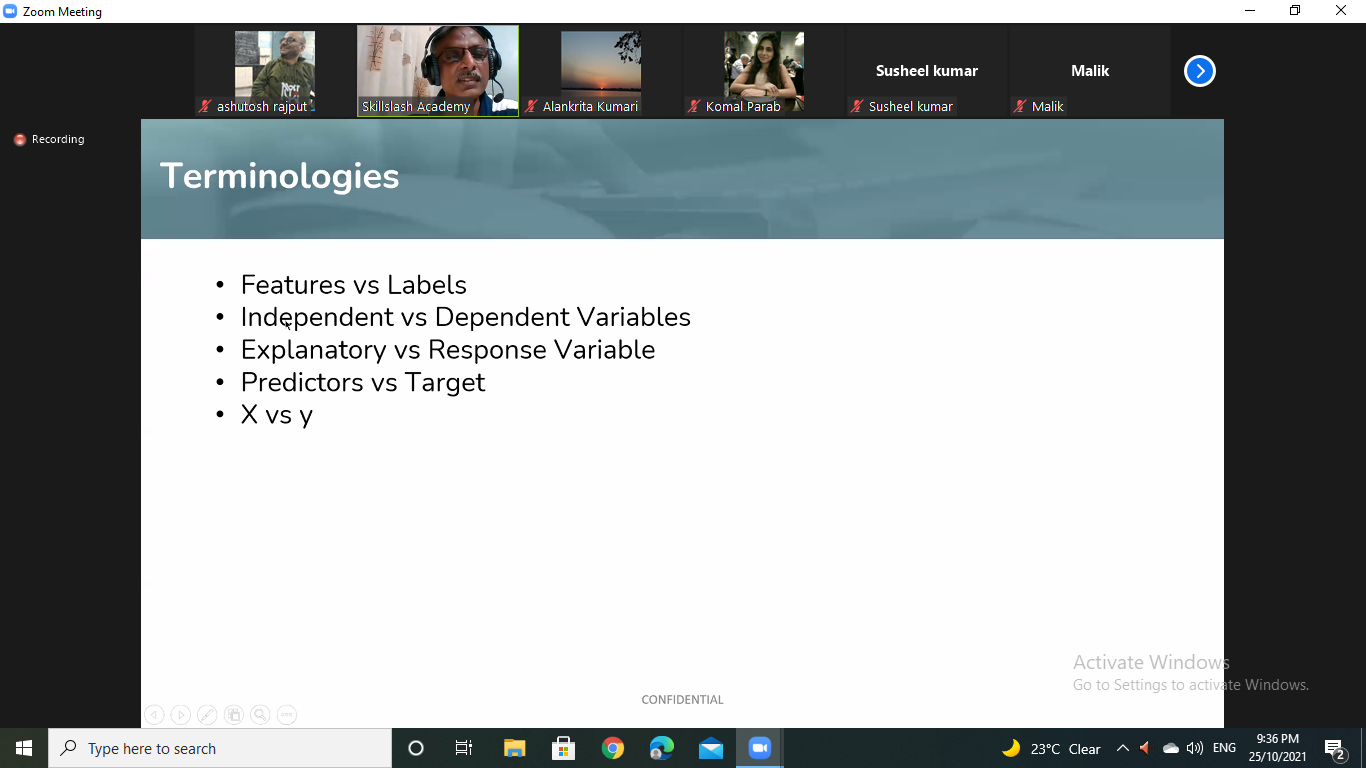 Zoom Meeting
Susheel kumar
Malik
ashutosh rajput
Skillslash Academy
Alankrita Kumari
Komal Parab
Susheel kumar
Malik
Recording
Terminologies
• Features vs Labels
• Independent vs Dependent Variables
• Explanatory vs Response Variable
• Predictors vs Target
• X vs y
Activate Windows
Go to Settings to activate Windows.
CONFIDENTIAL
Type here to search
23°C Clear
ENG
9:36 PM
25/10/2021
2